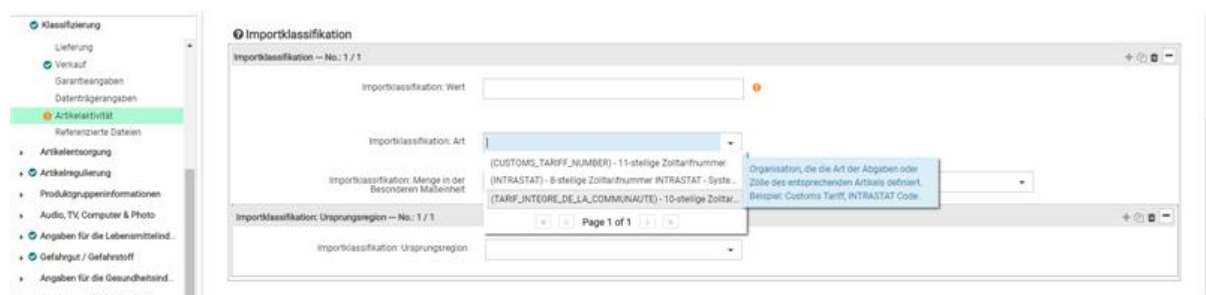 Klassifizierung
Lieferung
Verkauf
Garantieangaben
Datenträgerangaben
Artikelaktivität
Referenzierte Dateien
Artikelentsorgung
Artikelregulierung
Produktgruppeninformationen
Audio, TV, Computer & Photo
Angaben für die Lebensmittelind...
Gefahrgut / Gefahrstoff
Angaben für die Gesundheitsind...
Importklassifikation
Importklassifikation — No.: 1 / 1
Importklassifikation: Wert
Importklassifikation: Art
(CUSTOMS_TARIFF_NUMBER) - 11-stellige Zolltarifnummer
(INTRASTAT) - 8-stellige Zolltarifnummer INTRASTAT - Syste...
(TARIF_INTEGRE_DE_LA_COMMUNAUTE) - 10-stellige Zolltar...
Page 1 of 1
Organisation, die die Art der Abgaben oder
Zölle des entsprechenden Artikels definiert.
Beispiel: Customs Tariff, INTRASTAT Code.
Importklassifikation: Menge in der
Besonderen Maßeinheit
Importklassifikation: Ursprungsregion — No.: 1 / 1
Importklassifikation: Ursprungsregion